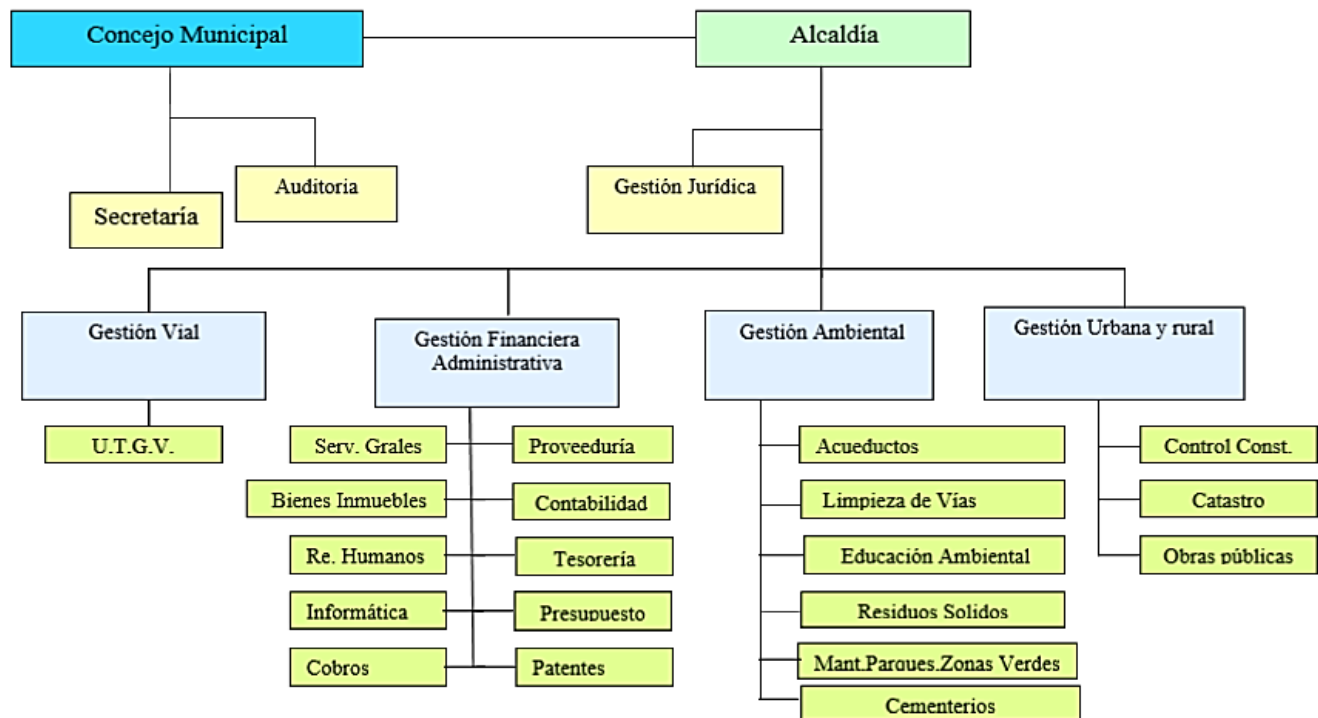 Concejo Municipal
Alcaldía
Auditoria
Gestión Jurídica
Secretaría
Gestión Vial
Gestión Financiera
Administrativa
Gestión Ambiental
Gestión Urbana y rural
U.T.G.V.
Serv. Grales
Proveeduría
Bienes Inmuebles
Contabilidad
Re. Humanos
Tesorería
Informática
Presupuesto
Cobros
Patentes
Acueductos
Limpieza de Vías
Educación Ambiental
Residuos Solidos
Mant.Parques.Zonas Verdes
Cementerios
Control Const.
Catastro
Obras públicas